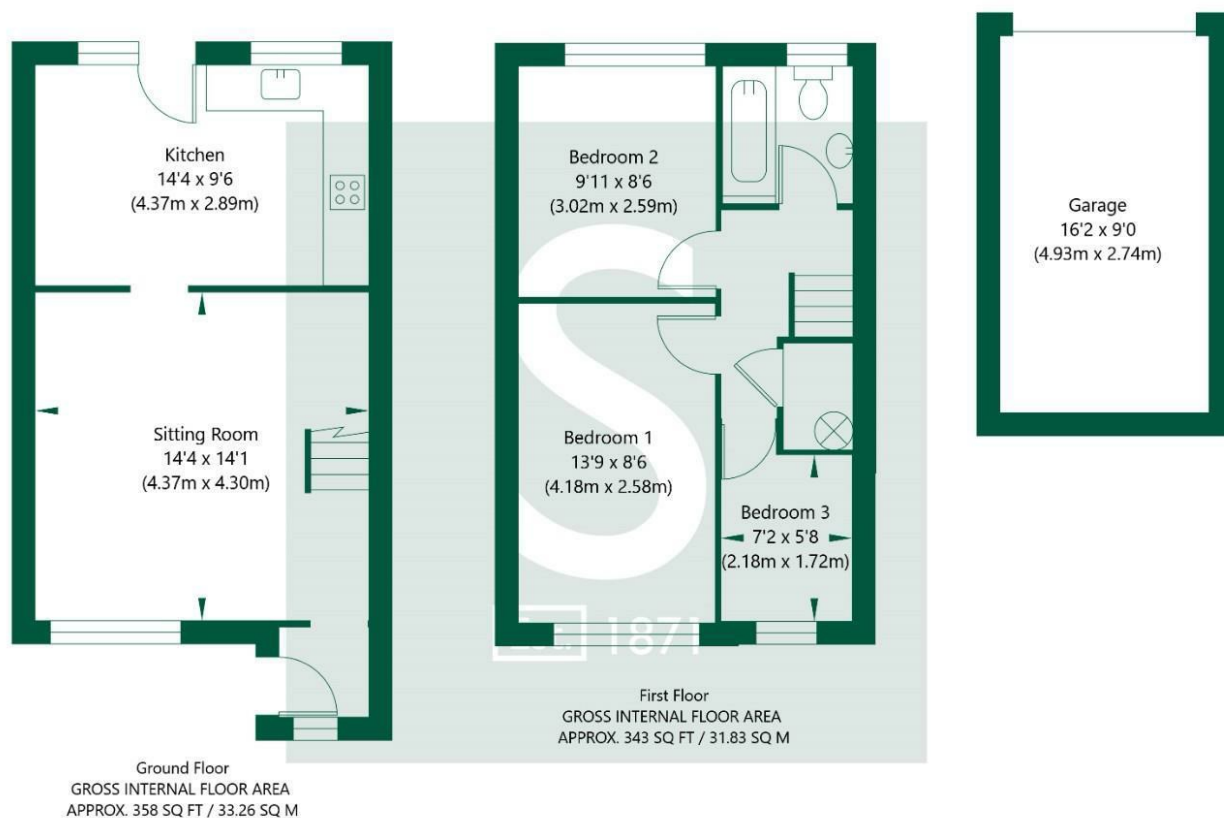 Kitchen
14'4 x 9'6
(4.37m x 2.89m)
Sitting Room
14'4 x 14'1
(4.37m x 4.30m)
Ground Floor
GROSS INTERNAL FLOOR AREA
APPROX. 358 SQ FT / 33.26 SQ M
Bedroom 2
9'11 x 8'6
(3.02m x 2.59m)
Bedroom 1
13'9 x 8'6
(4.18m x 2.58m)
Bedroom 3
7'2 x 5'8
(2.18m x 1.72m)
S
Est. 1871
First Floor
GROSS INTERNAL FLOOR AREA
APPROX. 343 SQ FT / 31.83 SQ M
Garage
16'2 x 9'0
(4.93m x 2.74m)